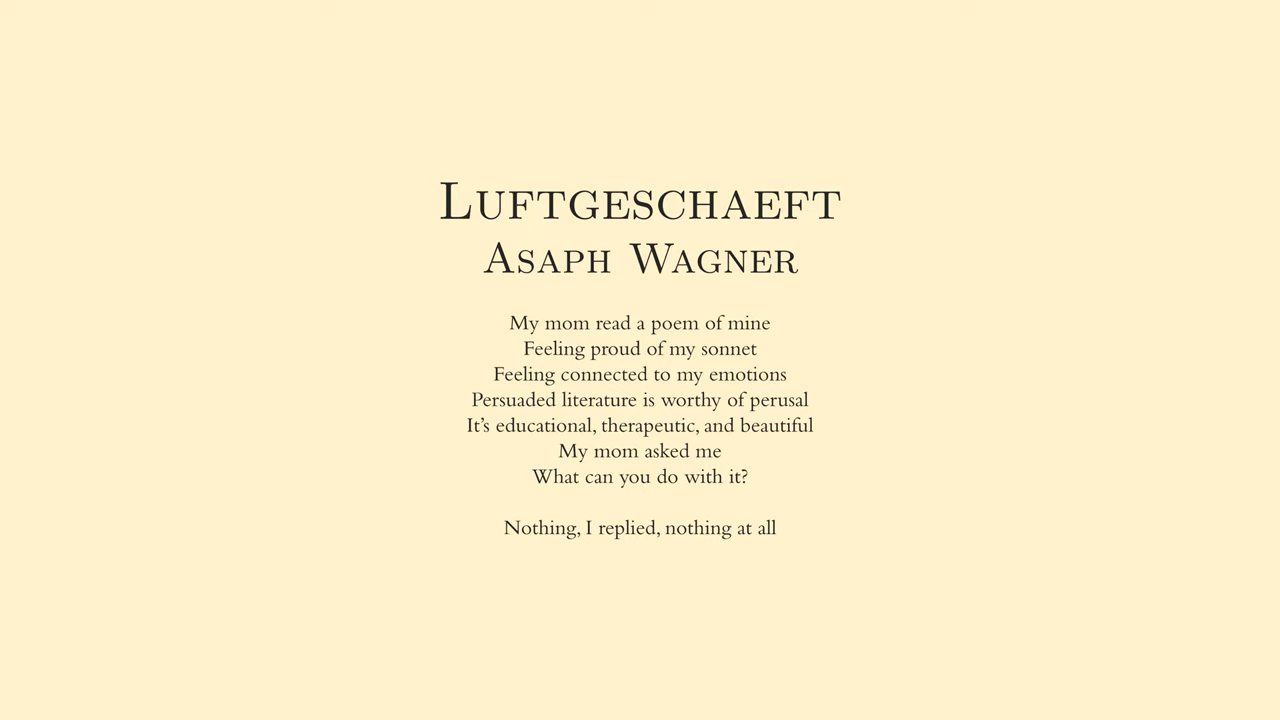 Luftgeschaeft
Asaph Wagner
My mom read a poem of mine
Feeling proud of my sonnet
Feeling connected to my emotions
Persuaded literature is worthy of perusal
It’s educational, therapeutic, and beautiful
My mom asked me
What can you do with it?
Nothing, I replied, nothing at all